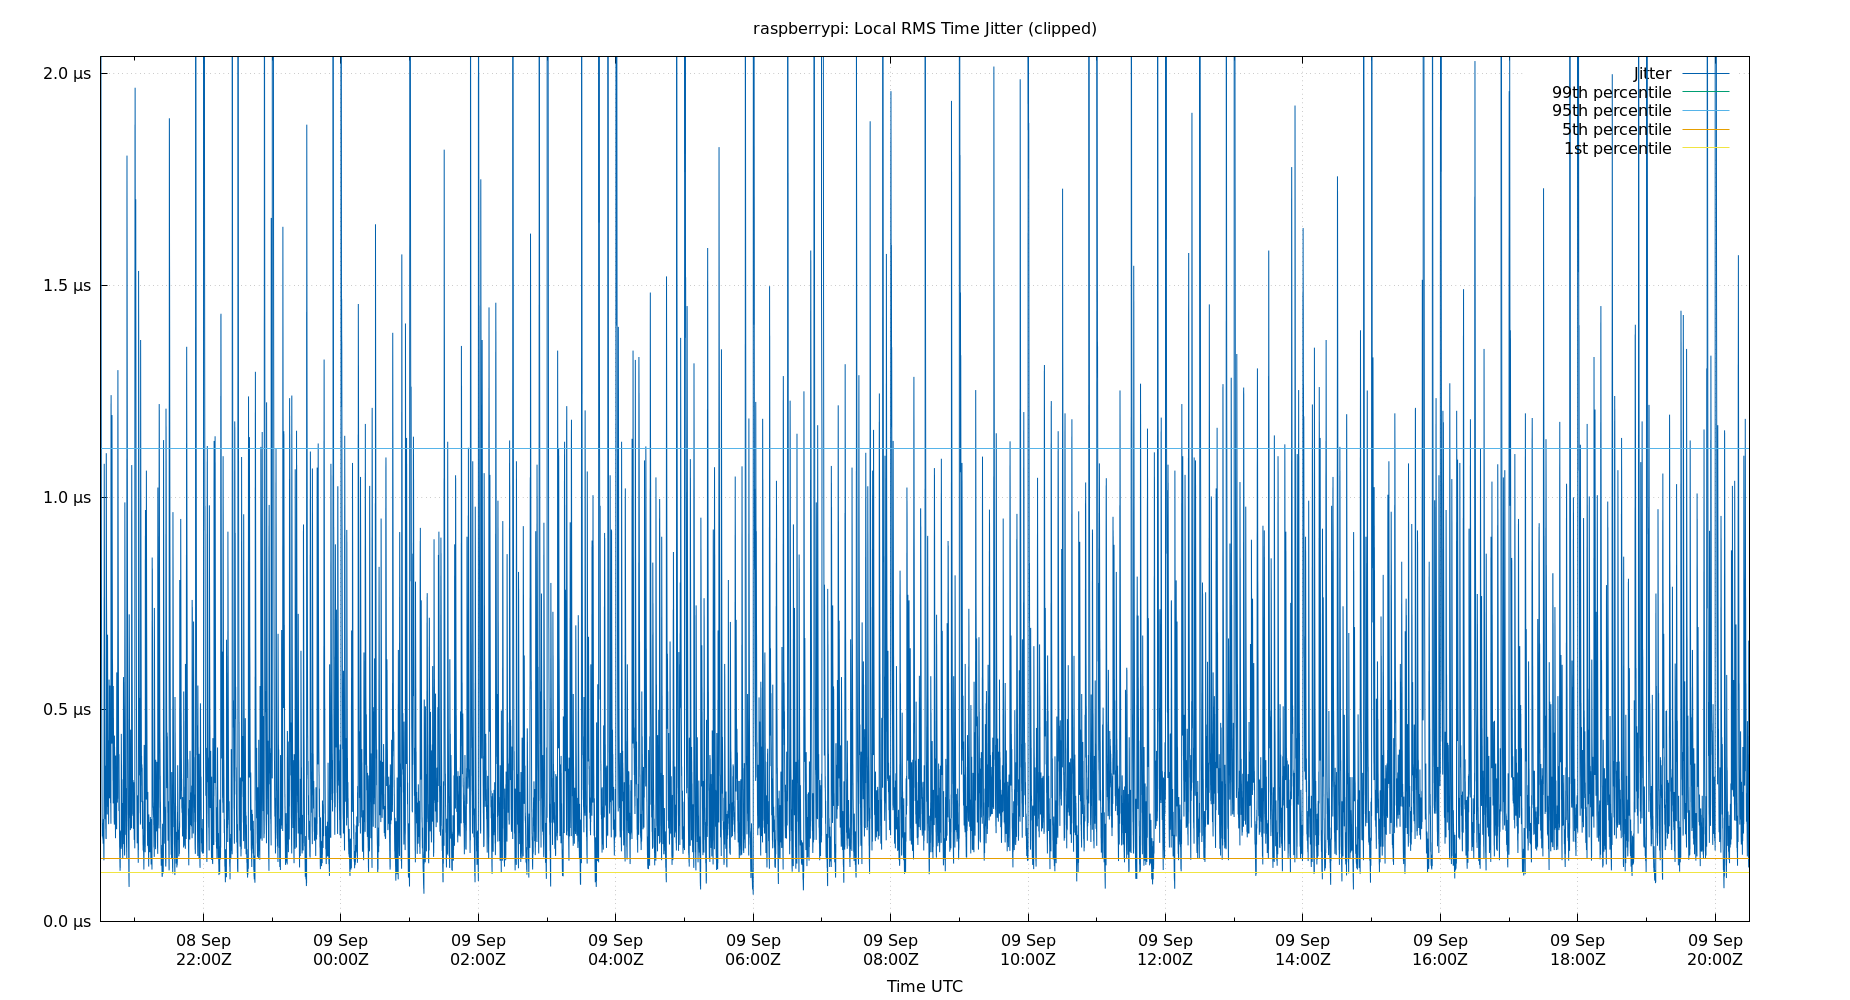 raspberrypi: Local RMS Time Jitter (clipped)
2.0 µs
1.5 µs
1.0 µs
0.5 µs
0.0 µs
Jitter
99th percentile
95th percentile
5th percentile
1st percentile
08 Sep 09 Sep 09 Sep 09 Sep 09 Sep 09 Sep 09 Sep 09 Sep 09 Sep 09 Sep 09 Sep 09 Sep
22:00Z 00:00Z 02:00Z 04:00Z 06:00Z 08:00Z 10:00Z 12:00Z 14:00Z 16:00Z 18:00Z 20:00Z
Time UTC